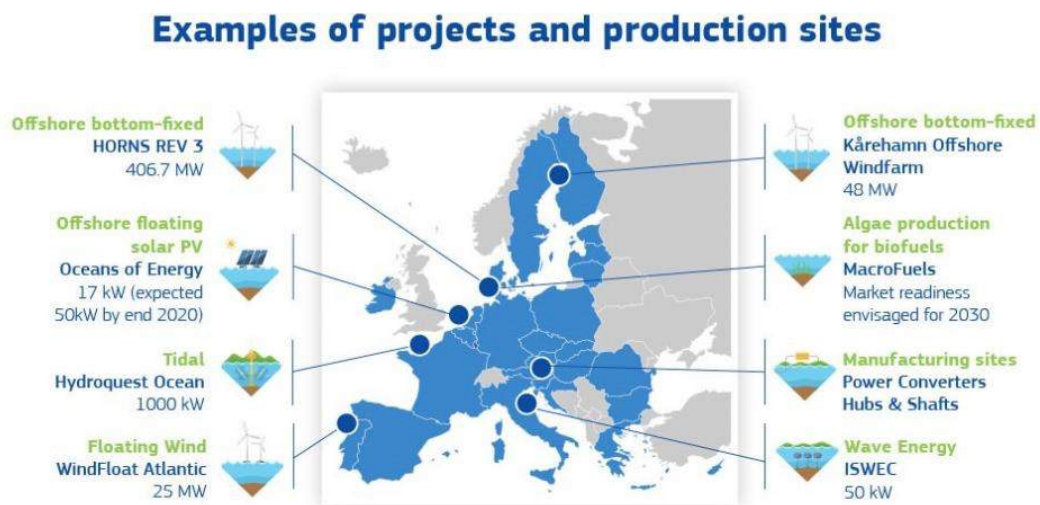 Examples of projects and production sites
Offshore bottom-fixed
HORNS REV 3
406.7 MW
Offshore floating
solar PV
Oceans of Energy
17 kW (expected
50kW by end 2020)
Tidal
Hydroquest Ocean
1000 kW
Floating Wind
WindFloat Atlantic
25 MW
Offshore bottom-fixed
Kårehamn Offshore
Windfarm
48 MW
Algae production
for biofuels
MacroFuels
Market readiness
envisaged for 2030
Manufacturing sites
Power Converters
Hubs & Shafts
Wave Energy
ISWEC
50 kW